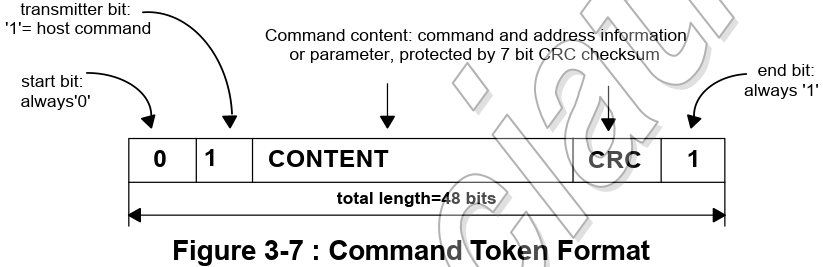 transmitter bit:
'1'= host command
Command content: command and address information
or parameter, protected by 7 bit CRC checksum
start bit:
always'0'
end bit:
always '1'
0 1 CONTENT CRC 1
total length=48 bits
Figure 3-7 : Command Token Format